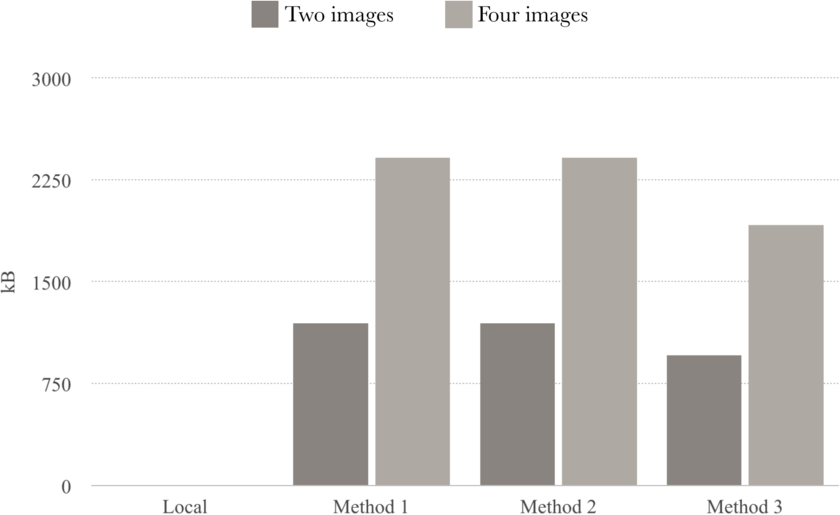 Two images Four images
3000
2250
1500
750
0
kB
Local Method 1 Method 2 Method 3